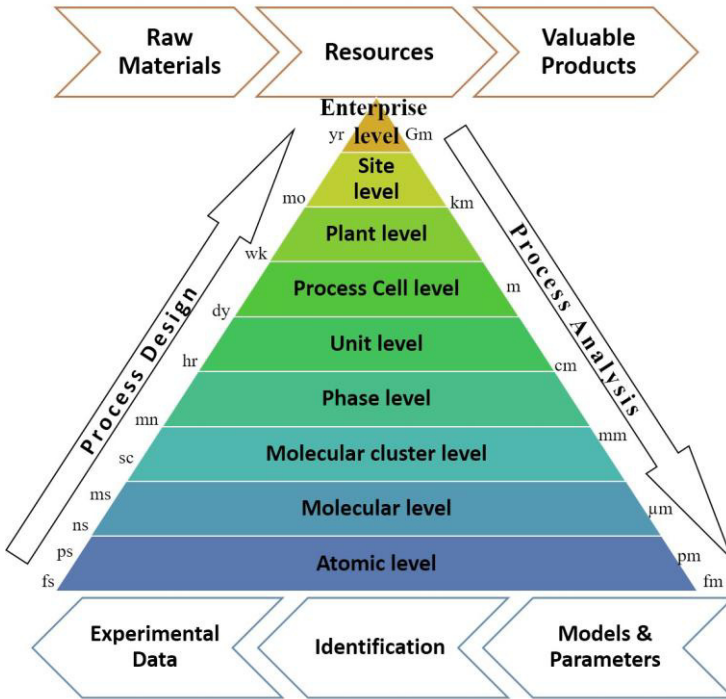 Raw
Materials
Resources
Valuable
Products
Enterprise
level
yr
Gm
Site
level
mo
km
Plant level
wk
Process Cell level
m
dy
Unit level
hr
cm
Phase level
mn
mm
Molecular cluster level
sc
ms
Molecular level
µm
ns
ps
Atomic level
pm
fs
fm
Process Design
Process Analysis
Experimental
Data
Identification
Models &
Parameters